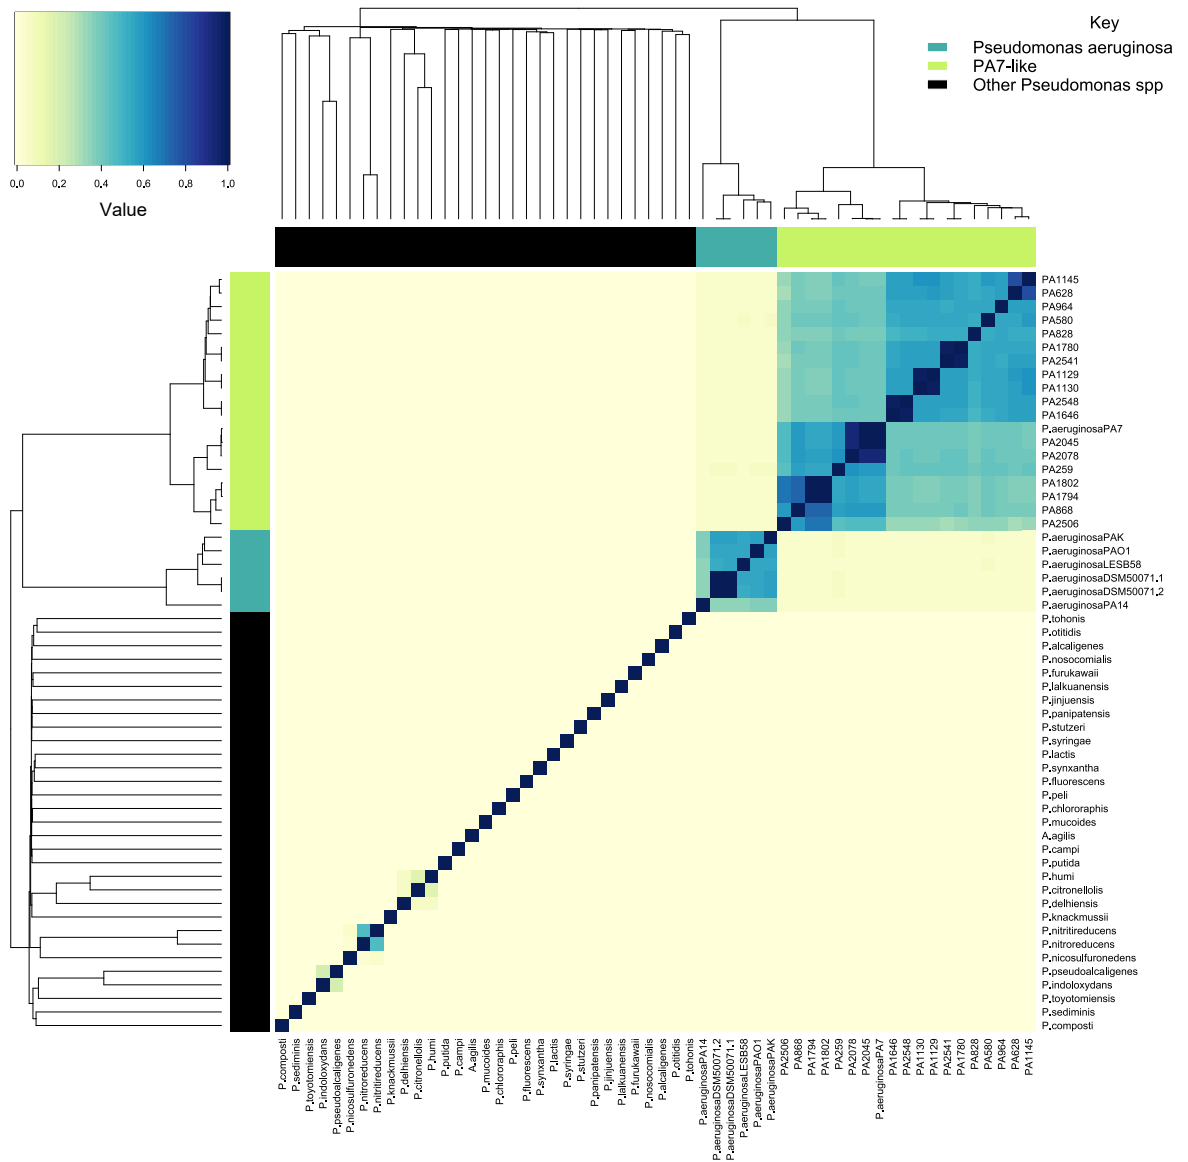 Key
Pseudomonas aeruginosa
PA7-like
Other Pseudomonas spp
0.0 0.2 0.4 0.6 0.8 1.0
Value
PA1145
PA628
PA964
PA580
PA828
PA1780
PA2541
PA1129
PA1130
PA2548
PA1646
P.aeruginosaPA7
PA2045
PA2078
PA259
PA1802
PA1794
PA868
PA2506
P.aeruginosaPAK
P.aeruginosaPAO1
P.aeruginosaLESB58
P.aeruginosaDSM50071.1
P.aeruginosaDSM50071.2
P.aeruginosaPA14
P.tohonis
P.otitidis
P.alcaligenes
P.nosocomialis
P.furukawaii
P.lalkuanensis
P.jinjuensis
P.panipatensis
P.stutzeri
P.syringae
P.lactis
P.synxantha
P.fluorescens
P.peli
P.chlororaphis
P.mucoides
A.agilis
P.campi
P.putida
P.humi
P.citronellolis
P.delhiensis
P.knackmussii
P.nitritireducens
P.nitroreducens
P.nicosulfuronedens
P.pseudoalcaligenes
P.indoloxydans
P.toyotomiensis
P.sediminis
P.composti
P.composti
P.sediminis
P.toyotomiensis
P.indoloxydans
P.pseudoalcaligenes
P.nicosulfuronedens
P.nitroreducens
P.nitritireducens
P.knackmussii
P.delhiensis
P.citronellolis
P.humi
P.putida
P.campi
A.agilis
P.mucoides
P.chlororaphis
P.peli
P.fluorescens
P.synxantha
P.lactis
P.syringae
P.stutzeri
P.panipatensis
P.jinjuensis
P.lalkuanensis
P.furukawaii
P.nosocomialis
P.alcaligenes
P.otitidis
P.tohonis
P.aeruginosaPA14
P.aeruginosaDSM50071.2
P.aeruginosaDSM50071.1
P.aeruginosaLESB58
P.aeruginosaPAO1
P.aeruginosaPAK
PA2506
PA868
PA1794
PA1802
PA259
PA2078
PA2045
P.aeruginosaPA7
PA1646
PA2548
PA1130
PA1129
PA2541
PA1780
PA828
PA580
PA964
PA628
PA1145